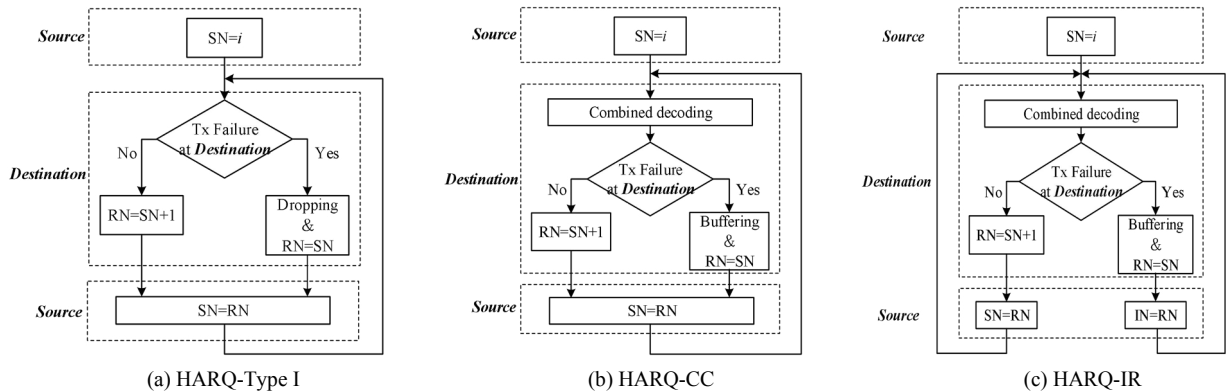 Source
SN=i
Destination
Tx Failure
at Destination
No
Yes
RN=SN+1
Dropping
&
RN=SN
Source
SN=RN
(a) HARQ-Type I
Source
SN=i
Combined decoding
Destination
Tx Failure
at Destination
No
Yes
RN=SN+1
Buffering
&
RN=SN
Source
SN=RN
(b) HARQ-CC
Source
SN=i
Combined decoding
Destination
Tx Failure
at Destination
No
Yes
RN=SN+1
Buffering
&
RN=SN
Source
SN=RN
IN=RN
(c) HARQ-IR